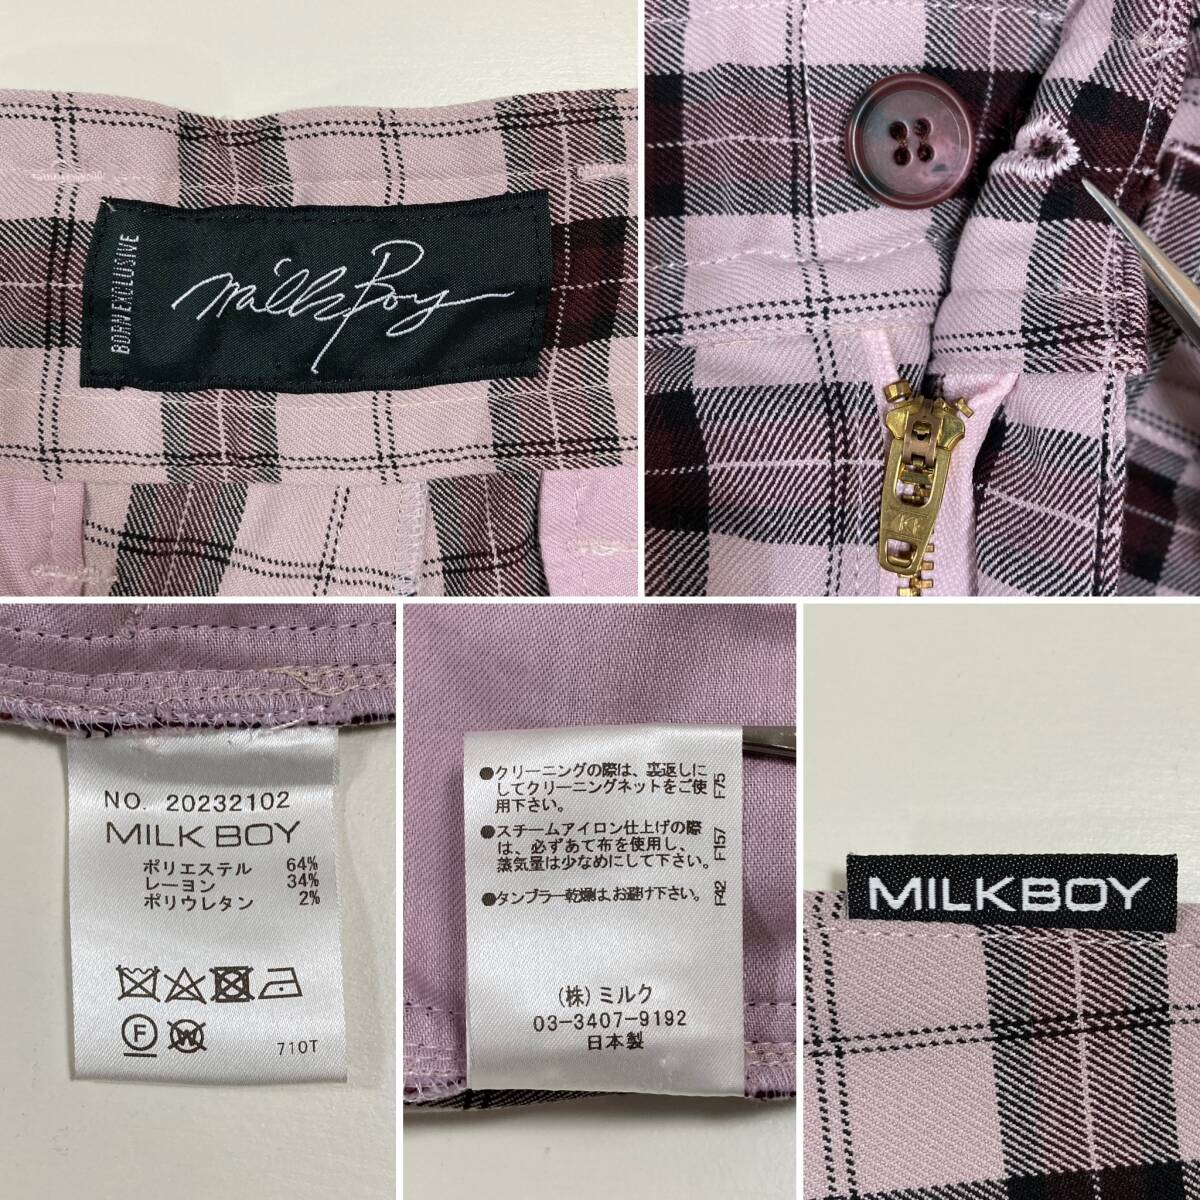 BORN EXCLUSIVE
Milk Boy
NO. 20232102
MILK BOY
ポリエステル 64%
レーヨン 34%
ポリウレタン 2%
F
W
710T
●クリーニングの際は、裏返しに
してクリーニングネットをご使
用下さい。
●スチームアイロン仕上げの際
は、必ずあて布を使用し、
蒸気量は少なめにして下さい。
●タンブラー乾燥は、お避け下さい。
F75
F157
F42
(株)ミルク
03-3407-9192
日本製
MILKBOY